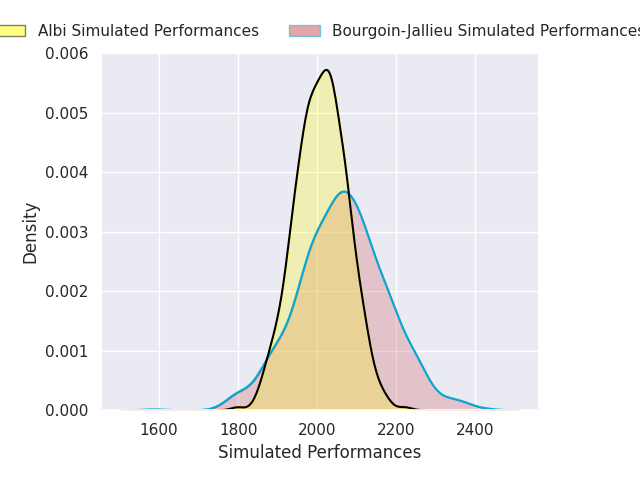 Albi Simulated Performances Bourgoin-Jallieu Simulated Performances
0.006
0.005
0.004
0.003
0.002
0.001
0.000
Density
1600 1800 2000 2200 2400
Simulated Performances